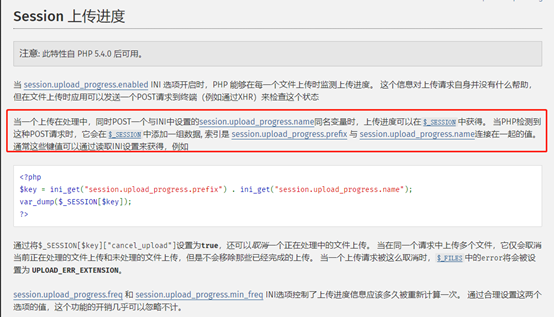 Session 上传进度
注意: 此特性自 PHP 5.4.0 后可用。
当 session.upload_progress.enabled INI 选项开启时，PHP 能够在每一个文件上传时监测上传进度。 这个信息对上传请求自身并没有什么帮助，
但在文件上传时应用可以发送一个POST请求到终端（例如通过XHR）来检查这个状态
当一个上传在处理中，同时POST一个与INI中设置的session.upload_progress.name同名变量时，上传进度可以在 $_SESSION 中获得。 当PHP检测到
这种POST请求时，它会在 $_SESSION 中添加一组数据, 索引是 session.upload_progress.prefix 与 session.upload_progress.name连接在一起的值。
通常这些键值可以通过读取INI设置来获得，例如
<?php
$key = ini_get("session.upload_progress.prefix") . ini_get("session.upload_progress.name");
var_dump($_SESSION[$key]);
?>
通过将$_SESSION[$key]["cancel_upload"]设置为true，还可以取消一个正在处理中的文件上传。 当在同一个请求中上传多个文件，它仅会取消
当前正在处理的文件上传和未处理的文件上传，但是不会移除那些已经完成的上传。 当一个上传请求被这么取消时，$_FILES 中的error将会被设
置为 UPLOAD_ERR_EXTENSION。
session.upload_progress.freq 和 session.upload_progress.min_freq INI选项控制了上传进度信息应该多久被重新计算一次。 通过合理设置这两个
选项的值，这个功能的开销几乎可以忽略不计。